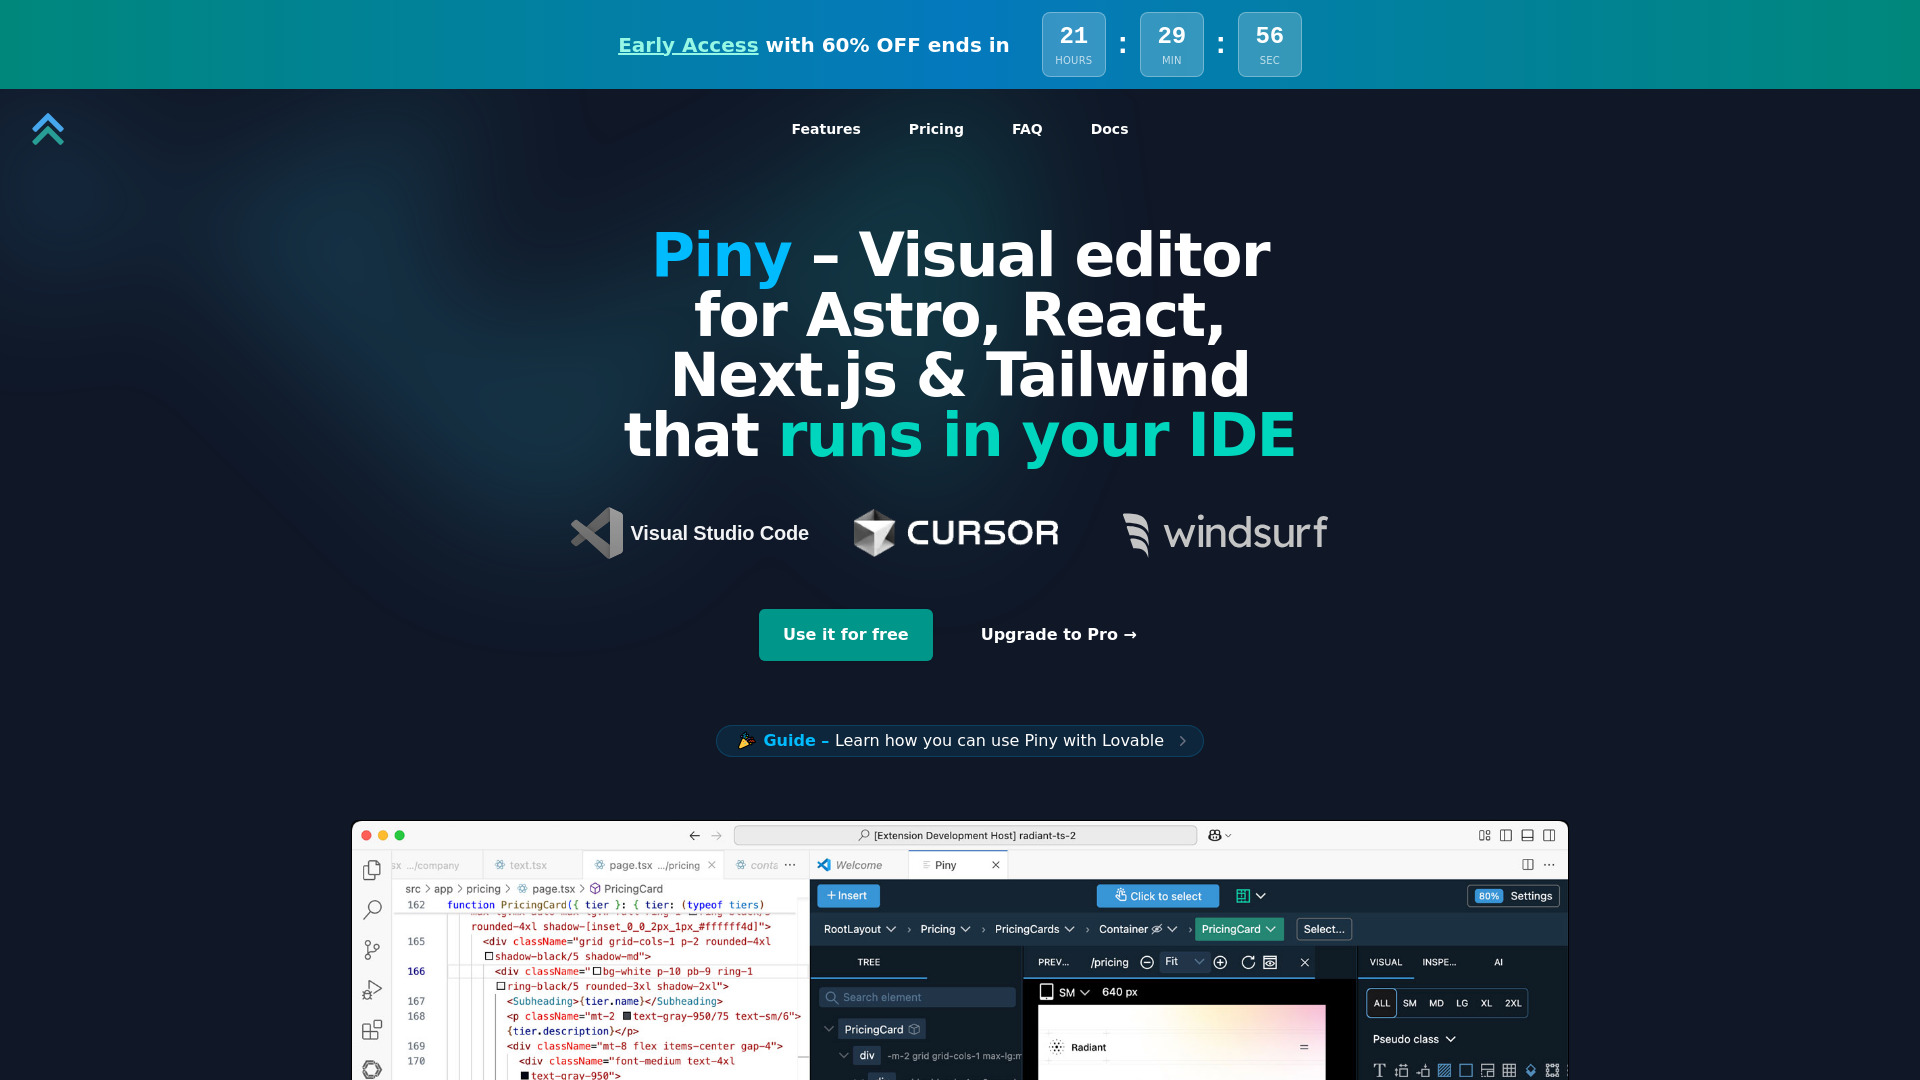 Early Access with 60% OFF ends in
21 : 29 : 56
HOURS MIN SEC
Features Pricing FAQ Docs
Piny – Visual editor
for Astro, React,
Next.js & Tailwind
that runs in your IDE
Visual Studio Code CURSOR windsurf
Use it for free Upgrade to Pro →
🎉 Guide – Learn how you can use Piny with Lovable
[Extension Development Host] radiant-ts-2
sx .../company text.tsx page.tsx .../pricing conta Welcome Piny
src > app > pricing > page.tsx > PricingCard
162 function PricingCard({ tier }: { tier: (typeof tiers)
rounded-4xl shadow-[inset_0_0_2px_1px_#ffffff4d]">
165 <div className="grid grid-cols-1 p-2 rounded-4xl
shadow-black/5 shadow-md">
166 <div className="bg-white p-10 pb-9 ring-1
ring-black/5 rounded-3xl shadow-2xl">
167 <Subheading>{tier.name}</Subheading>
168 <p className="mt-2 text-gray-950/75 text-sm/6">
{tier.description}</p>
169 <div className="mt-8 flex items-center gap-4">
170 <div className="font-medium text-4xl
text-gray-950">
+ Insert Click to select 80% Settings
RootLayout > Pricing > PricingCards > Container > PricingCard Select...
TREE
Search element
PricingCard
div -m-2 grid grid-cols-1 max-lg:m
PREV... /pricing Fit
SM 640 px
Radiant
VISUAL INSPE... AI
ALL SM MD LG XL 2XL
Pseudo class